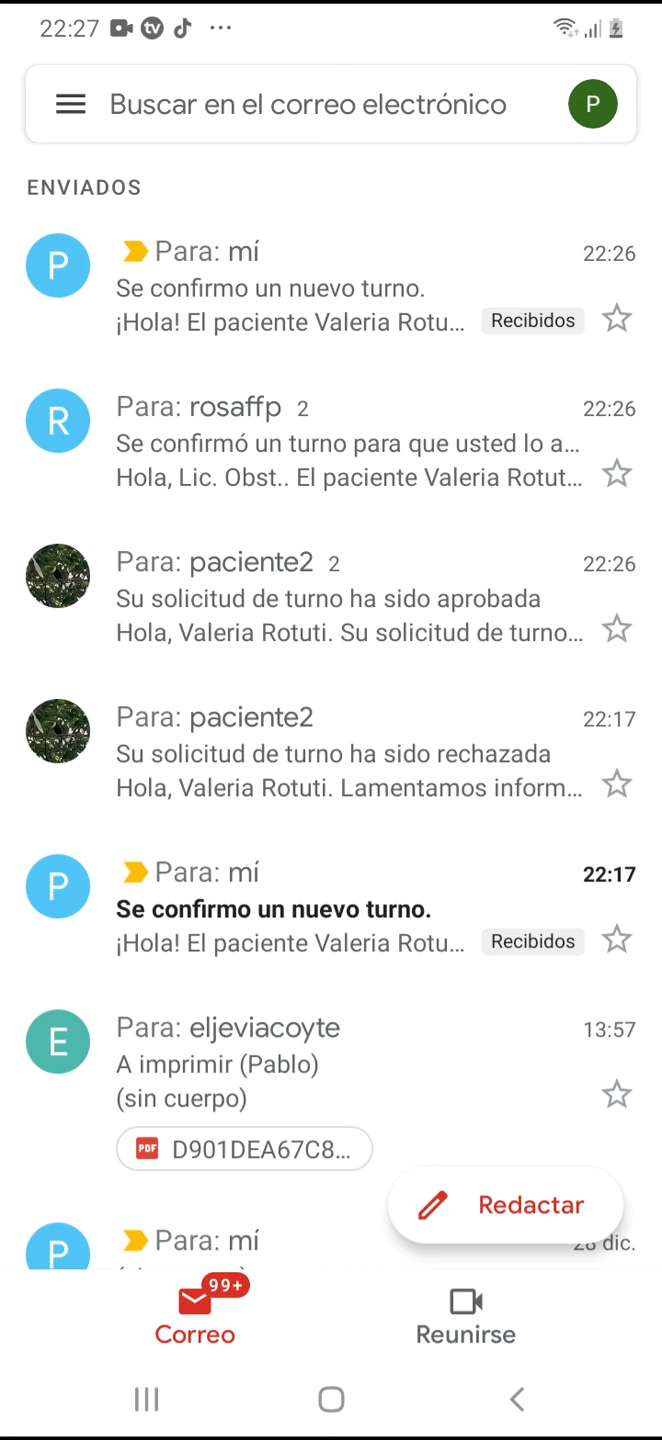 22:27 tv ...
Buscar en el correo electrónico P
ENVIADOS
P Para: mí 22:26
Se confirmo un nuevo turno.
¡Hola! El paciente Valeria Rotu... Recibidos
R Para: rosaffp 2 22:26
Se confirmó un turno para que usted lo a...
Hola, Lic. Obst.. El paciente Valeria Rotut...
Para: paciente2 2 22:26
Su solicitud de turno ha sido aprobada
Hola, Valeria Rotuti. Su solicitud de turno...
Para: paciente2 22:17
Su solicitud de turno ha sido rechazada
Hola, Valeria Rotuti. Lamentamos inform...
P Para: mí 22:17
Se confirmo un nuevo turno.
¡Hola! El paciente Valeria Rotu... Recibidos
E Para: eljeviacoyte 13:57
A imprimir (Pablo)
(sin cuerpo)
PDF D901DEA67C8...
Redactar
P Para: mí dic.
99+
Correo Reunirse